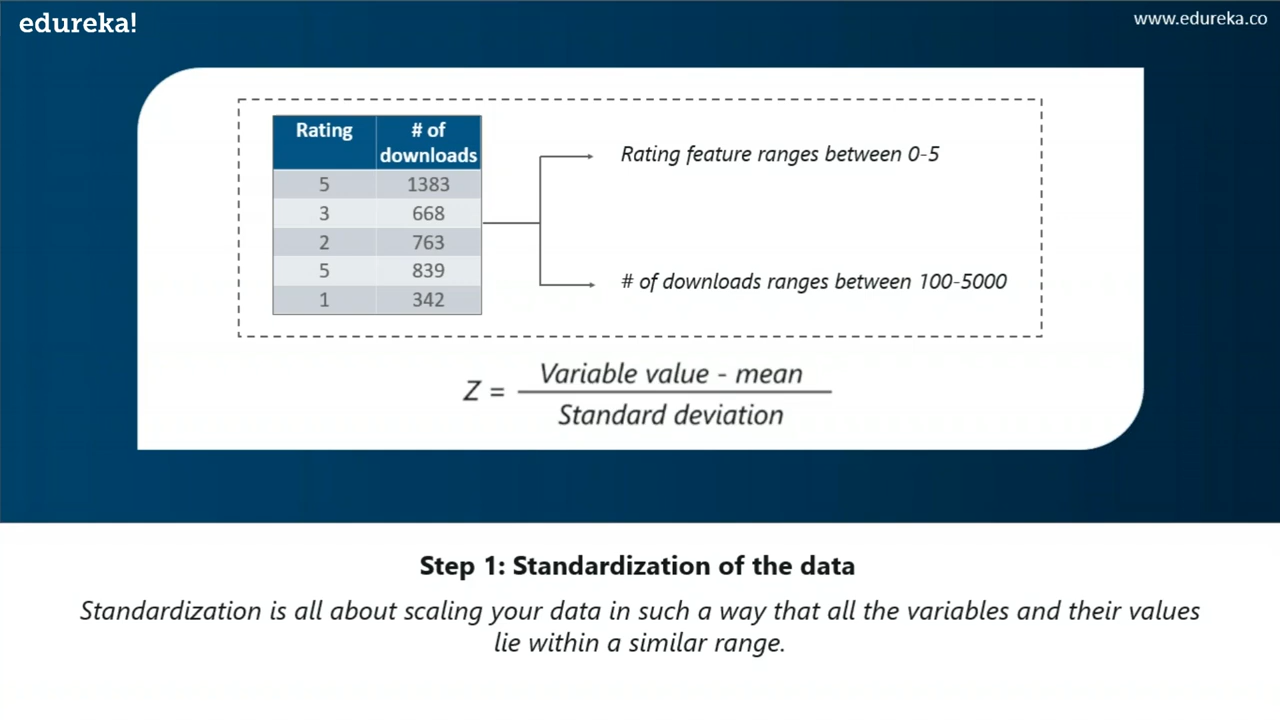 edureka!
www.edureka.co
Rating # of
downloads
5 1383
3 668
2 763
5 839
1 342
Rating feature ranges between 0-5
# of downloads ranges between 100-5000
Z = Variable value - mean
Standard deviation
Step 1: Standardization of the data
Standardization is all about scaling your data in such a way that all the variables and their values
lie within a similar range.